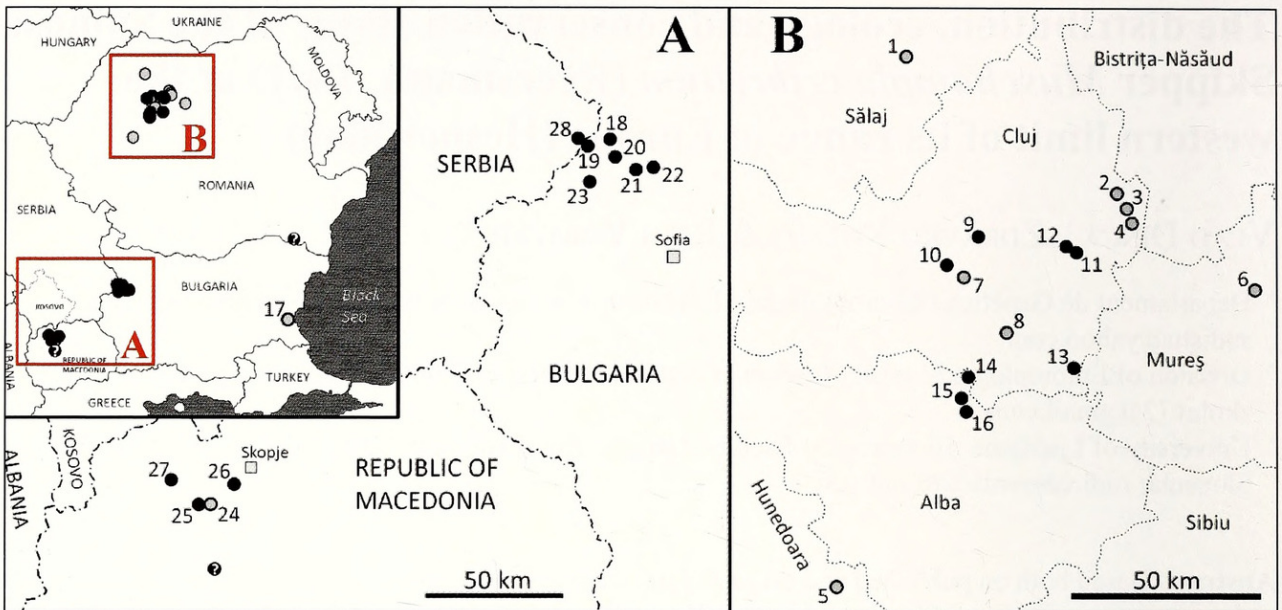 UKRAINE
HUNGARY
MOLDOVA
B
ROMANIA
SERBIA
?
BULGARIA
17
Black
Sea
KOSOVO
A
REPUBLIC OF
MACEDONIA
?
ALBANIA
TURKEY
GREECE
A
28
18
SERBIA
19
20
21
22
23
Sofia
BULGARIA
ALBANIA
KOSOVO
Skopje
27
26
REPUBLIC OF
MACEDONIA
25
24
?
50 km
B
1
Bistrița-Năsăud
Sălaj
Cluj
2
3
4
9
12
10
11
7
6
8
14
13
Mureș
15
16
Alba
Hunedoara
Sibiu
5
50 km